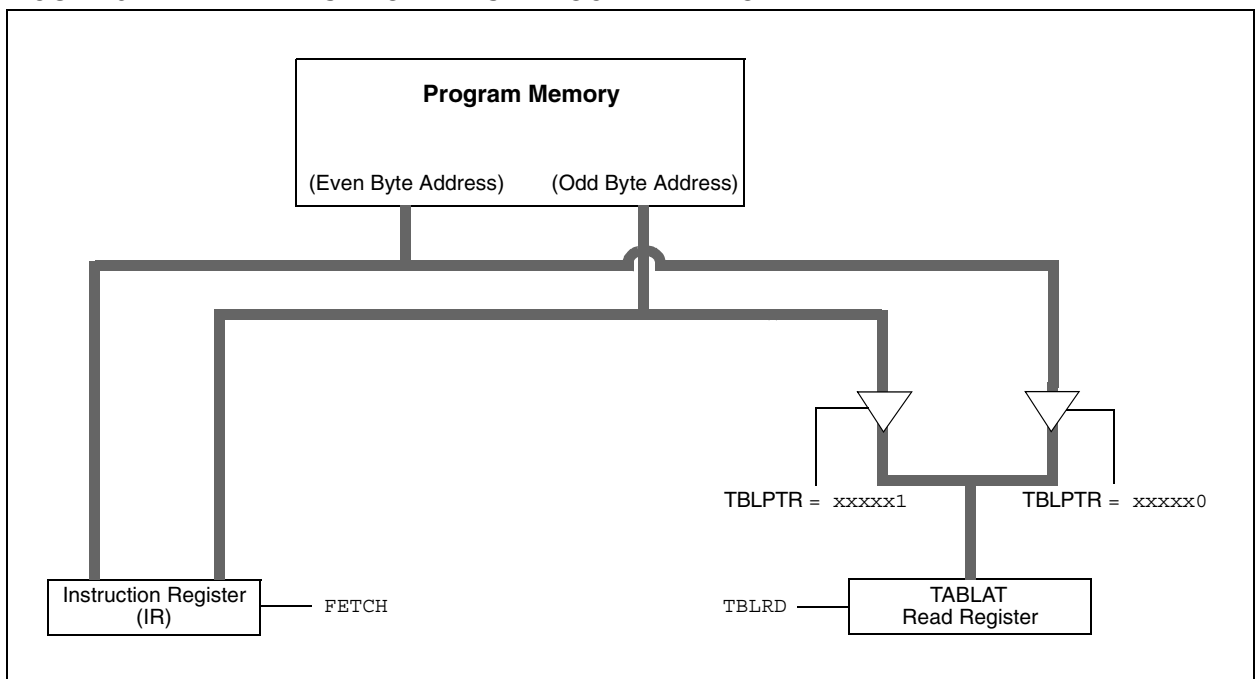 Program Memory
(Even Byte Address) (Odd Byte Address)
TBLPTR = xxxxx1 TBLPTR = xxxxx0
Instruction Register
(IR)
FETCH
TBLRD
TABLAT
Read Register